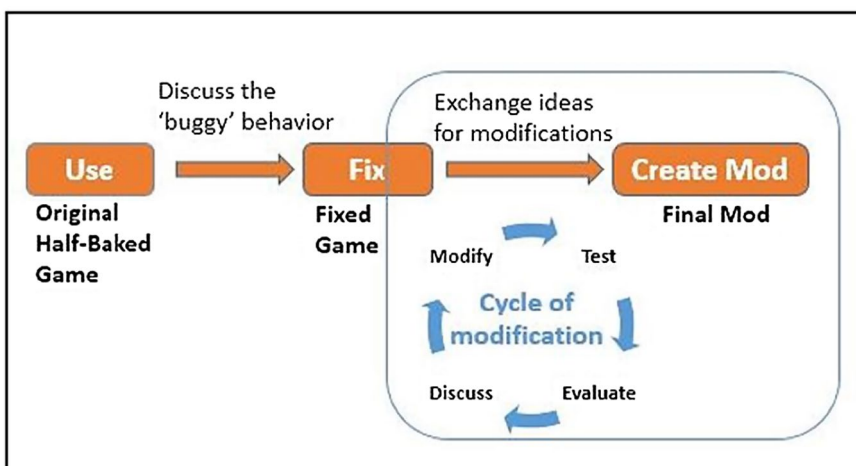 Discuss the
‘buggy’ behavior
Exchange ideas
for modifications
Use
Fix
Create Mod
Original
Half-Baked
Game
Fixed
Game
Final Mod
Modify
Test
Cycle of
modification
Discuss
Evaluate